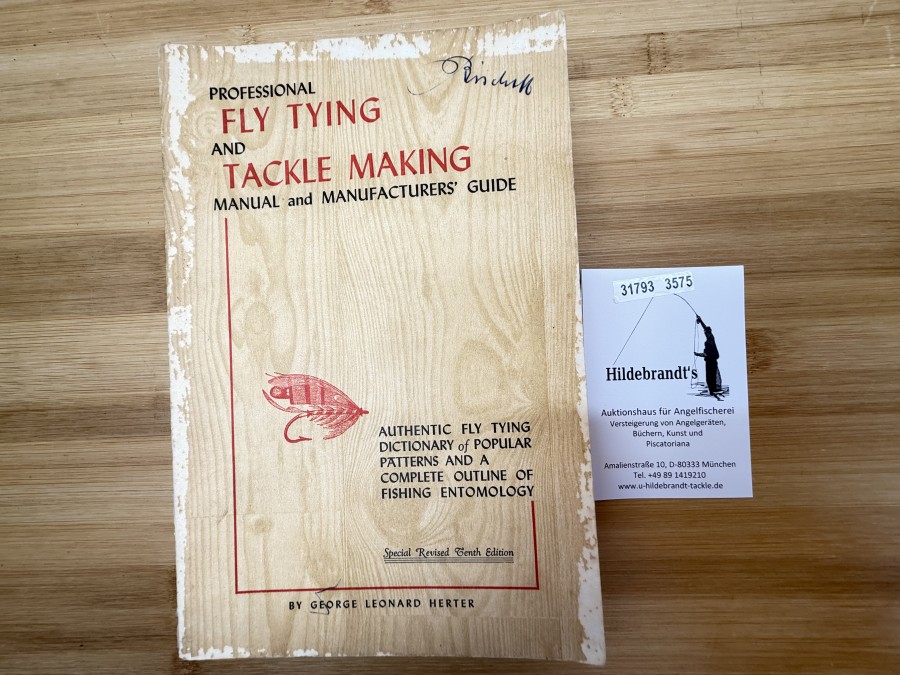 PROFESSIONAL
FLY TYING
AND
TACKLE MAKING
MANUAL and MANUFACTURERS' GUIDE
AUTHENTIC FLY TYING
DICTIONARY of POPULAR
PATTERNS AND A
COMPLETE OUTLINE OF
FISHING ENTOMOLOGY
Special Revised Tenth Edition
BY GEORGE LEONARD HERTER
31793 3575
Hildebrandt's
Auktionshaus für Angelfischerei
Versteigerung von Angelgeräten,
Büchern, Kunst und
Piscatoriana
Amalienstraße 10, D-80333 München
Tel. +49 89 1419210
www.u-hildebrandt-tackle.de